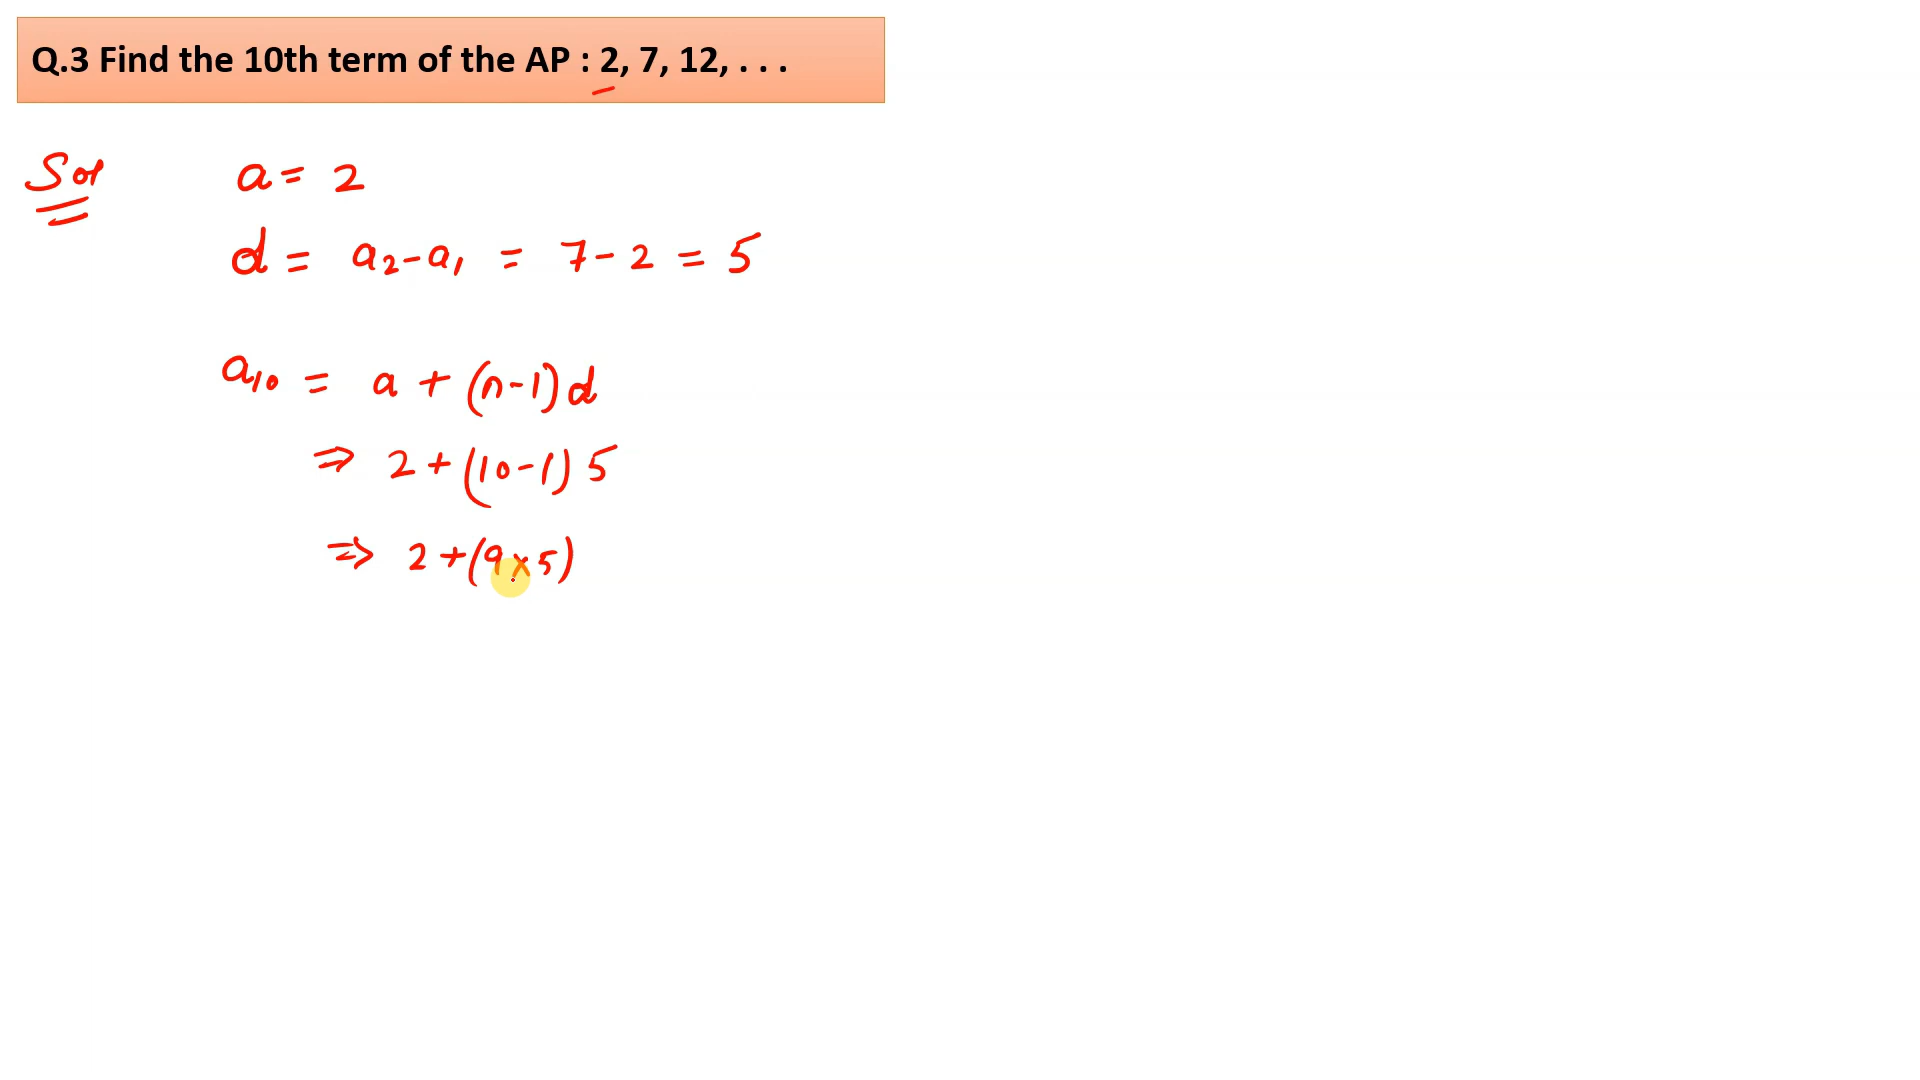 Q.3 Find the 10th term of the AP : 2, 7, 12, . . .
Sol
a = 2
d = a₂ - a₁ = 7 - 2 = 5
a₁₀ = a + (n-1) d
⇒ 2 + (10-1) 5
⇒ 2 + (9 × 5)